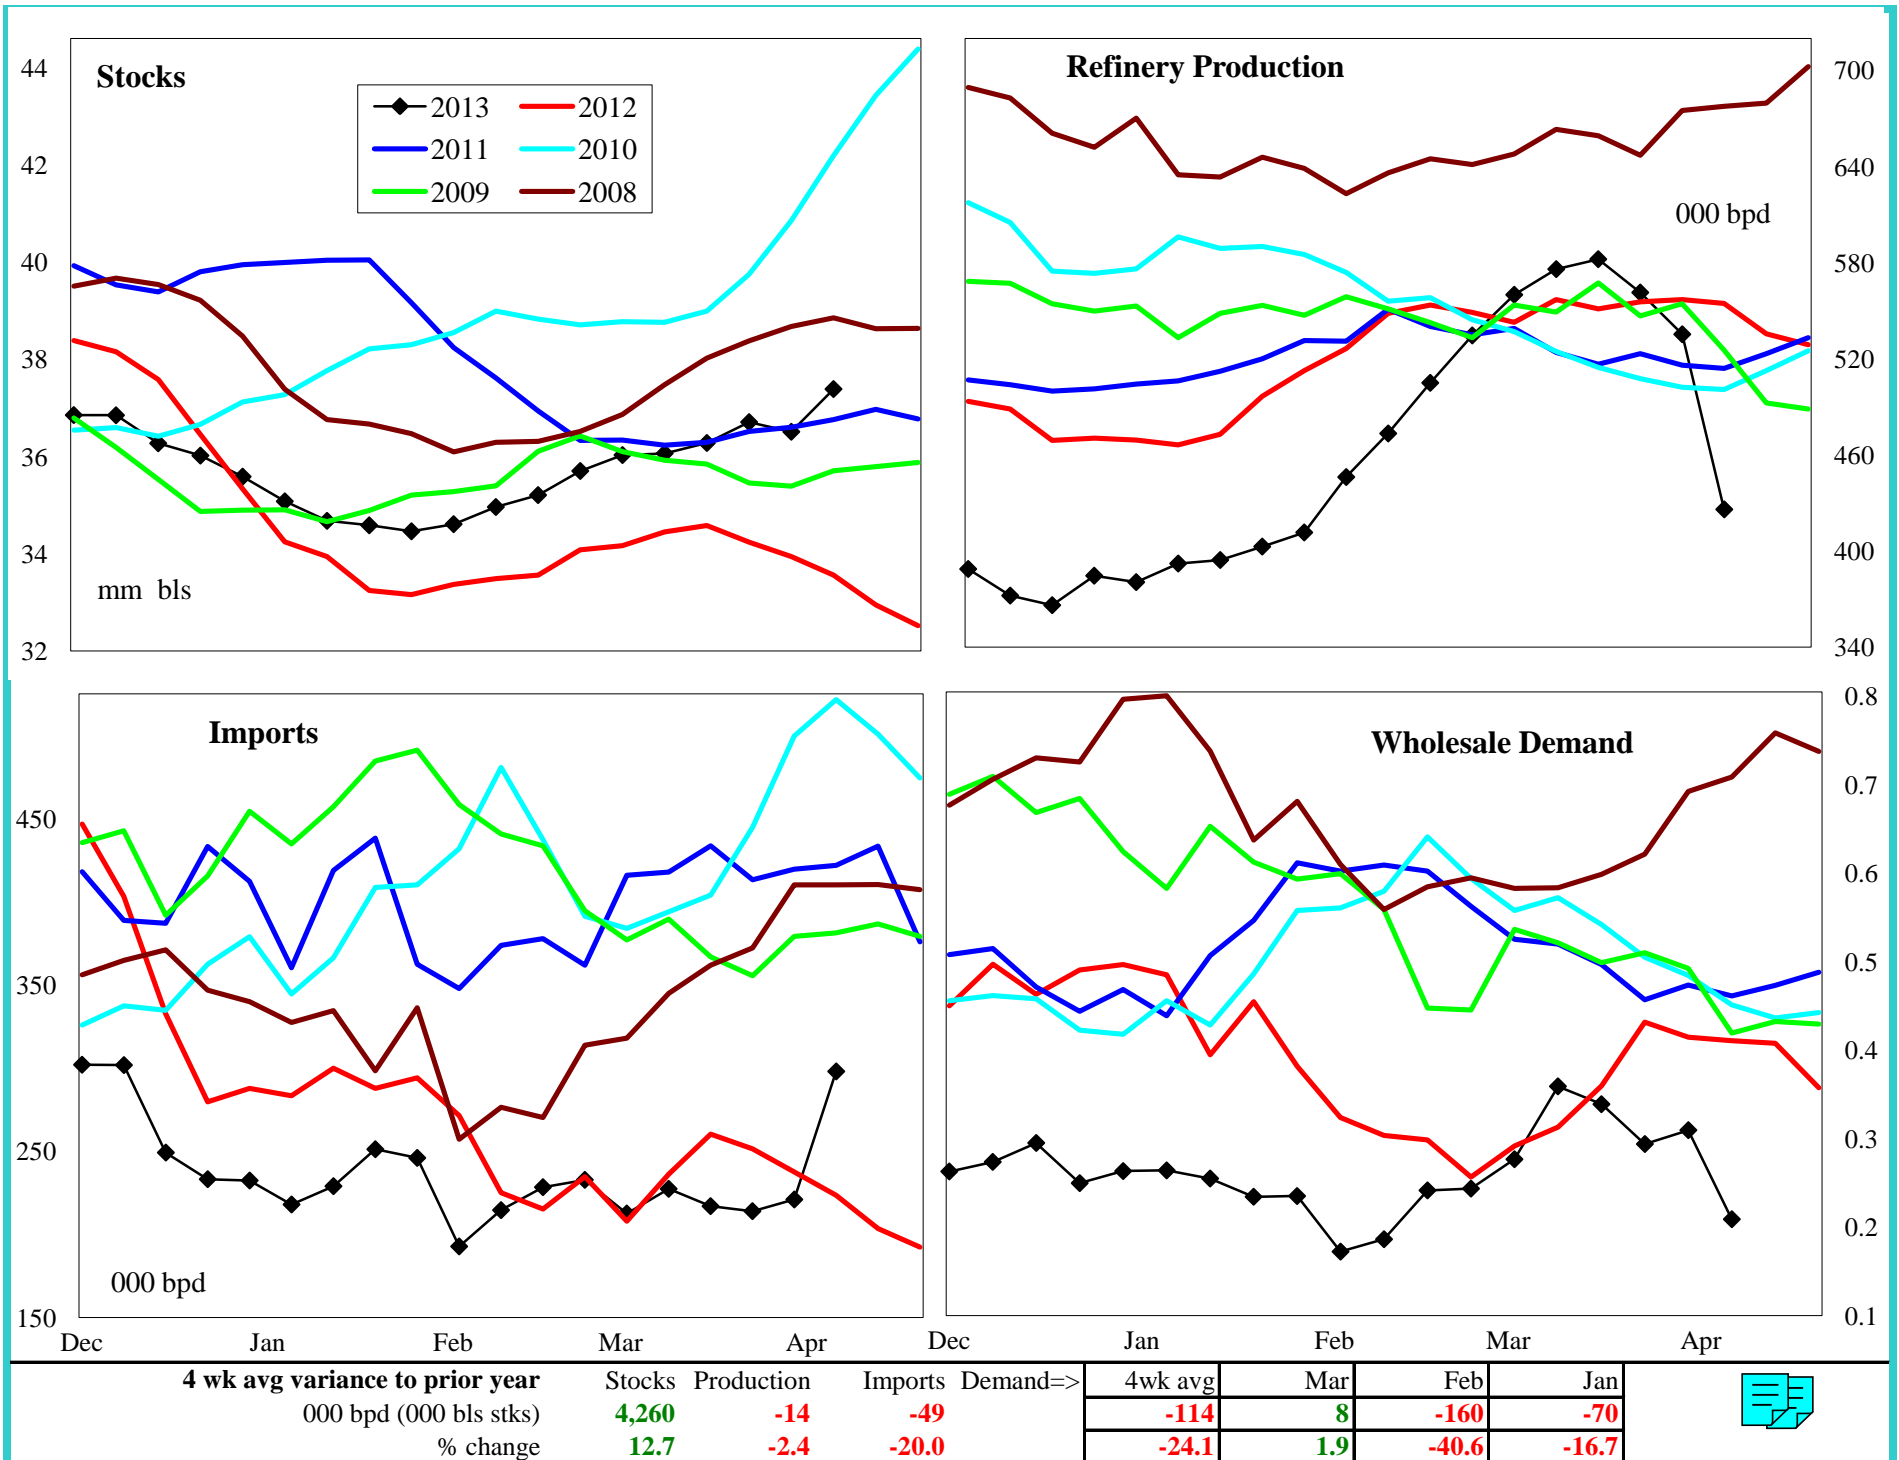 Stocks
44
42
40
38
36
34
32
2013
2012
2011
2010
2009
2008
mm bls
Refinery Production
000 bpd
700
640
580
520
460
400
340
Imports
450
350
250
150
000 bpd
Dec Jan Feb Mar Apr
Wholesale Demand
0.8
0.7
0.6
0.5
0.4
0.3
0.2
0.1
Dec Jan Feb Mar Apr
4 wk avg variance to prior year Stocks Production Imports Demand=> 4wk avg Mar Feb Jan
000 bpd (000 bls stks) 4,260 -14 -49 -114 8 -160 -70
% change 12.7 -2.4 -20.0 -24.1 1.9 -40.6 -16.7